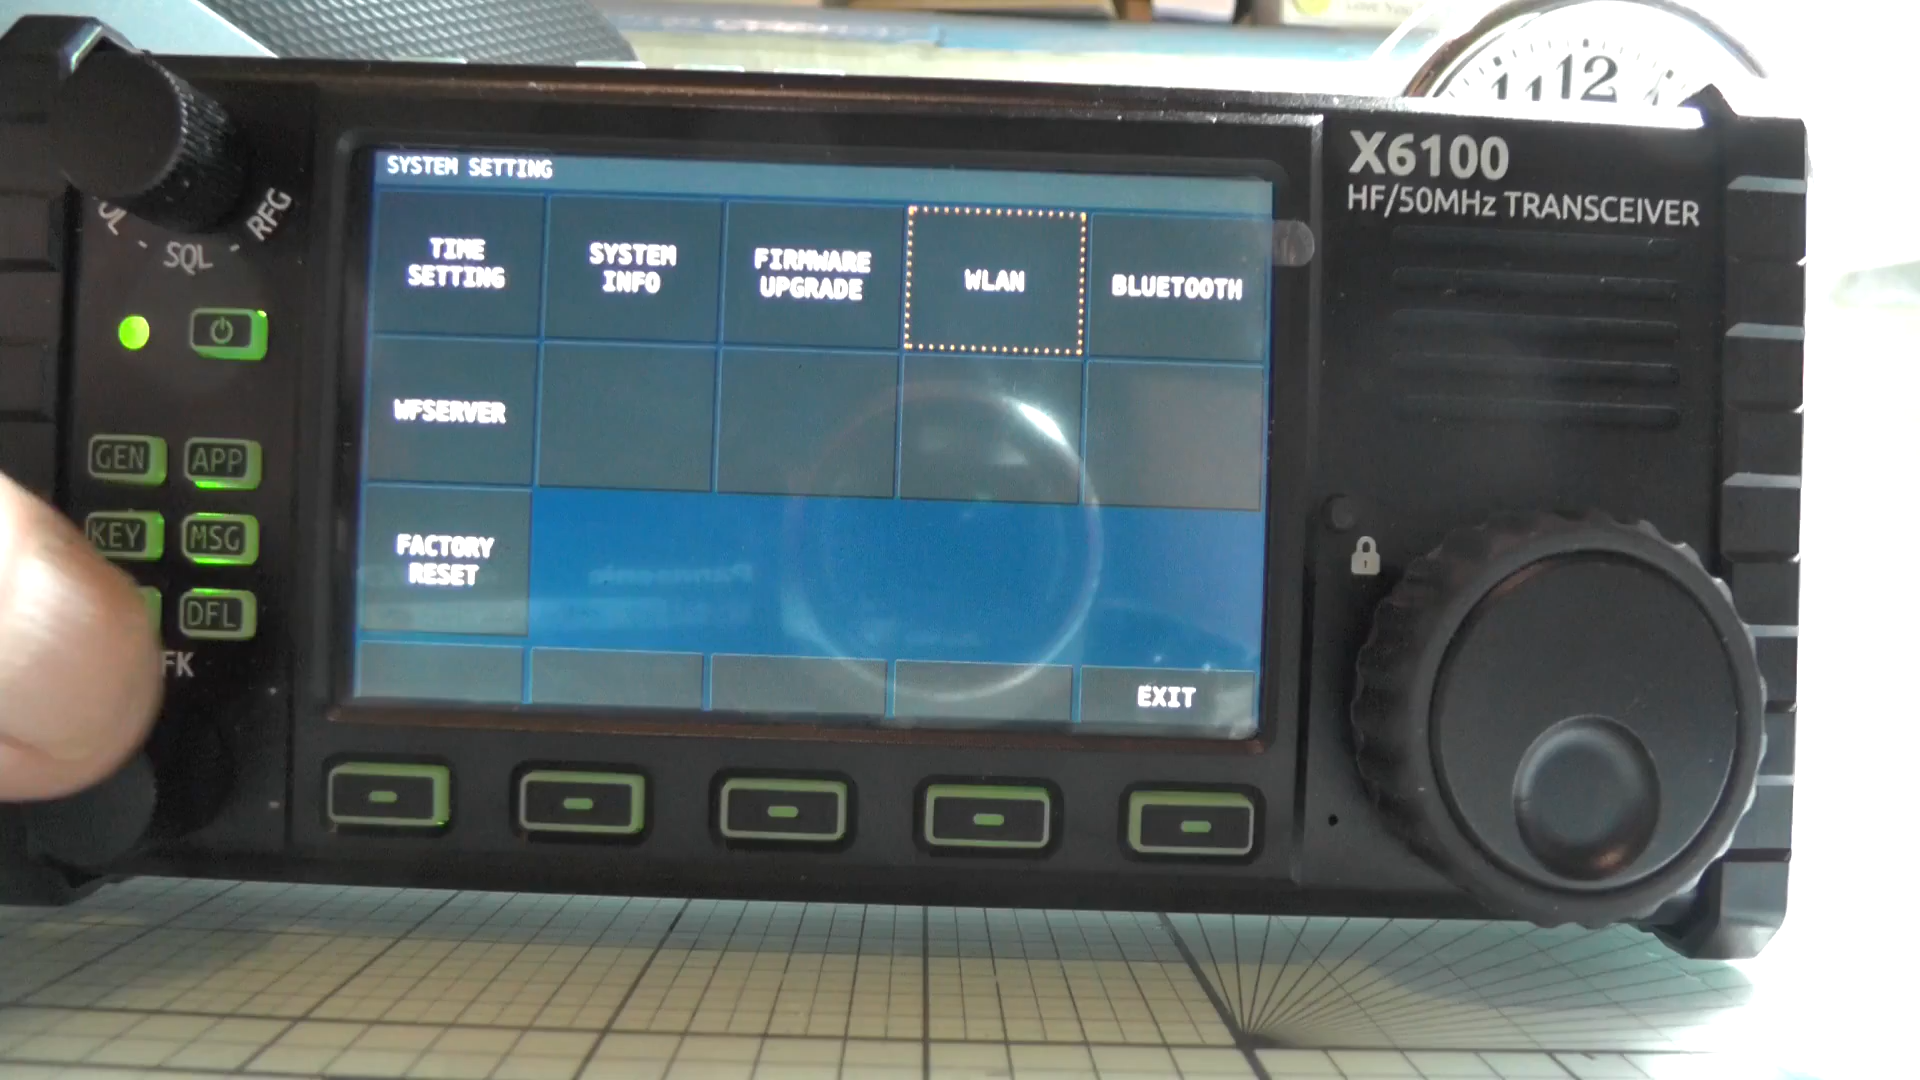 11 12
X6100
HF/50MHz TRANSCEIVER
SYSTEM SETTING
TIME
SETTING
SYSTEM
INFO
FIRMWARE
UPGRADE
WLAN
BLUETOOTH
WFSERVER
FACTORY
RESET
EXIT
SQL - RFG
GEN
APP
KEY
MSG
DFL
FK